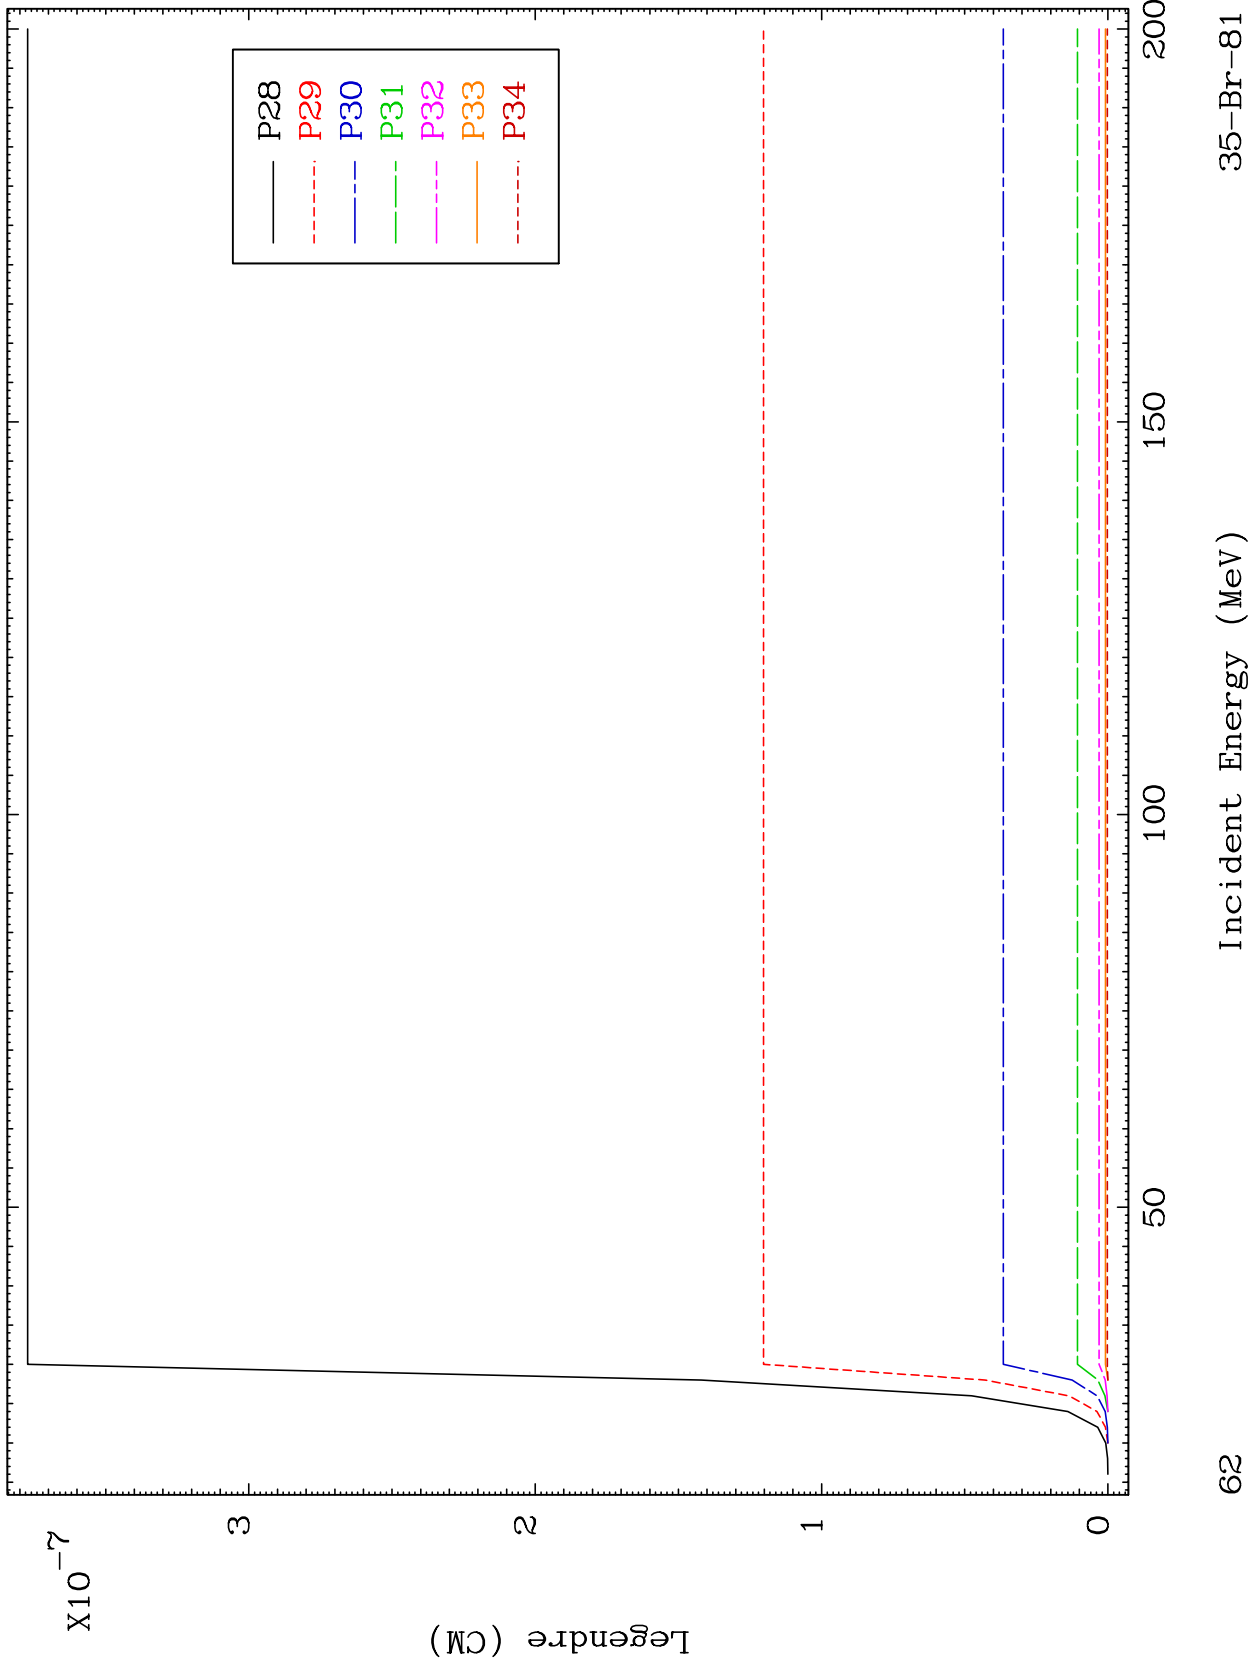 X10-7
3
2
1
0
Legendre (CM)
P28
P29
P30
P31
P32
P33
P34
50
100
150
200
62
Incident Energy (MeV)
35-Br-81